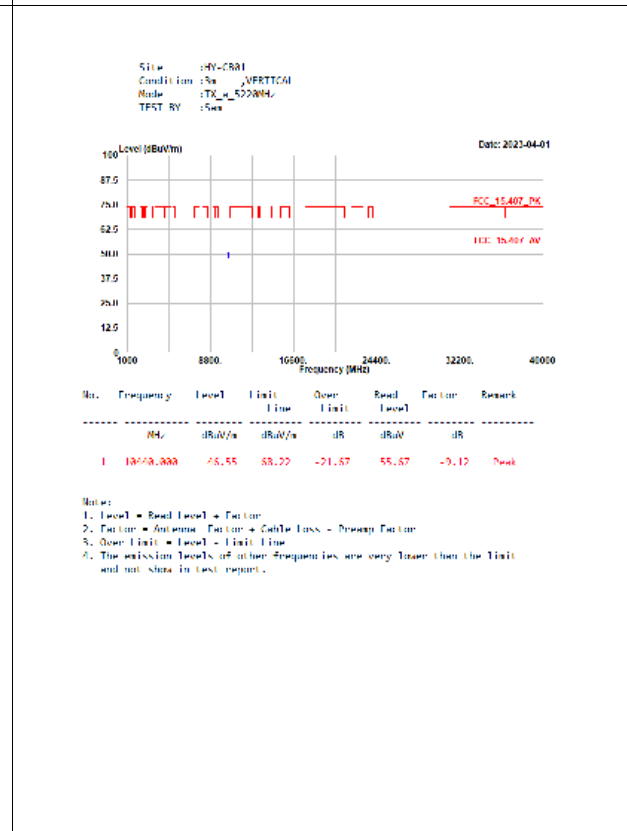 Site :HY-CB01
Condition :3m ,VERTICAL
Mode :TX_a_5220MHz
TEST BY :Sam
Level (dBuV/m)
Date: 2023-04-01
100
87.5
75.0
FCC_15.407_PK
62.5
FCC_15.407_AV
50.0
37.5
25.0
12.5
0
1000 8800. 16600. 24400. 32200. 40000
Frequency (MHz)
No. Frequency Level Limit Over Read Factor Remark
Line Limit Level
------ ----------- -------- -------- --------- --------- -------- ---------
MHz dBuV/m dBuV/m dB dBuV dB
1 10440.000 46.55 68.22 -21.67 55.67 -9.12 Peak
Note:
1. Level = Read Level + Factor
2. Factor = Antenna Factor + Cable Loss - Preamp Factor
3. Over Limit = Level - Limit Line
4. The emission levels of other frequencies are very lower than the limit
and not show in test report.